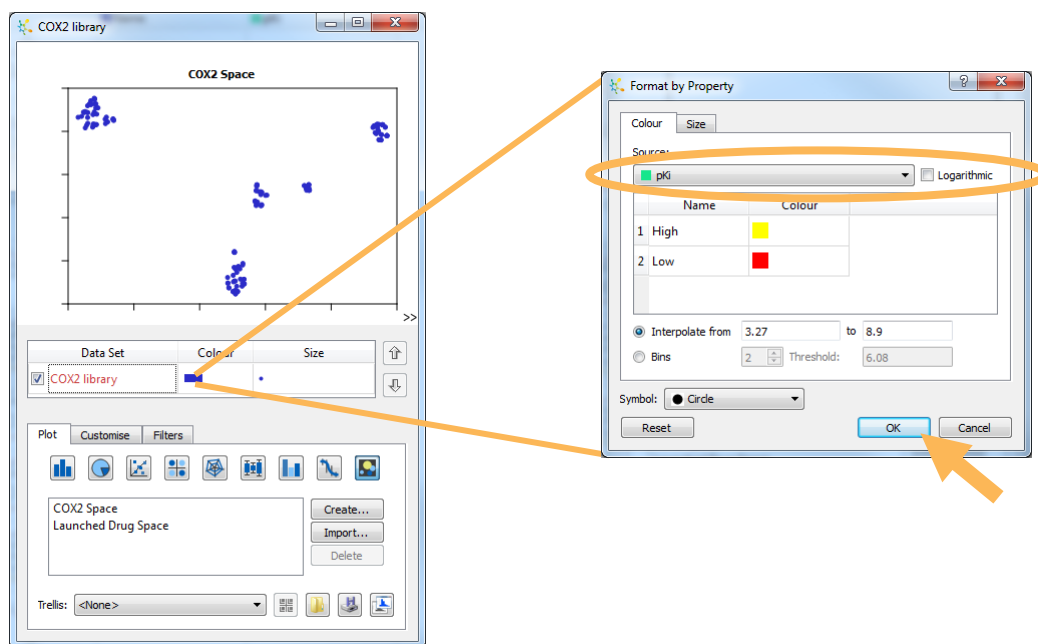 COX2 library
COX2 Space
>>
Data Set Colour Size
COX2 library
Plot Customise Filters
COX2 Space
Launched Drug Space
Create...
Import...
Delete
Trellis: <None>
Format by Property
?
Colour Size
Source:
pKi Logarithmic
Name Colour
1 High
2 Low
Interpolate from 3.27 to 8.9
Bins 2 Threshold: 6.08
Symbol: Circle
Reset OK Cancel